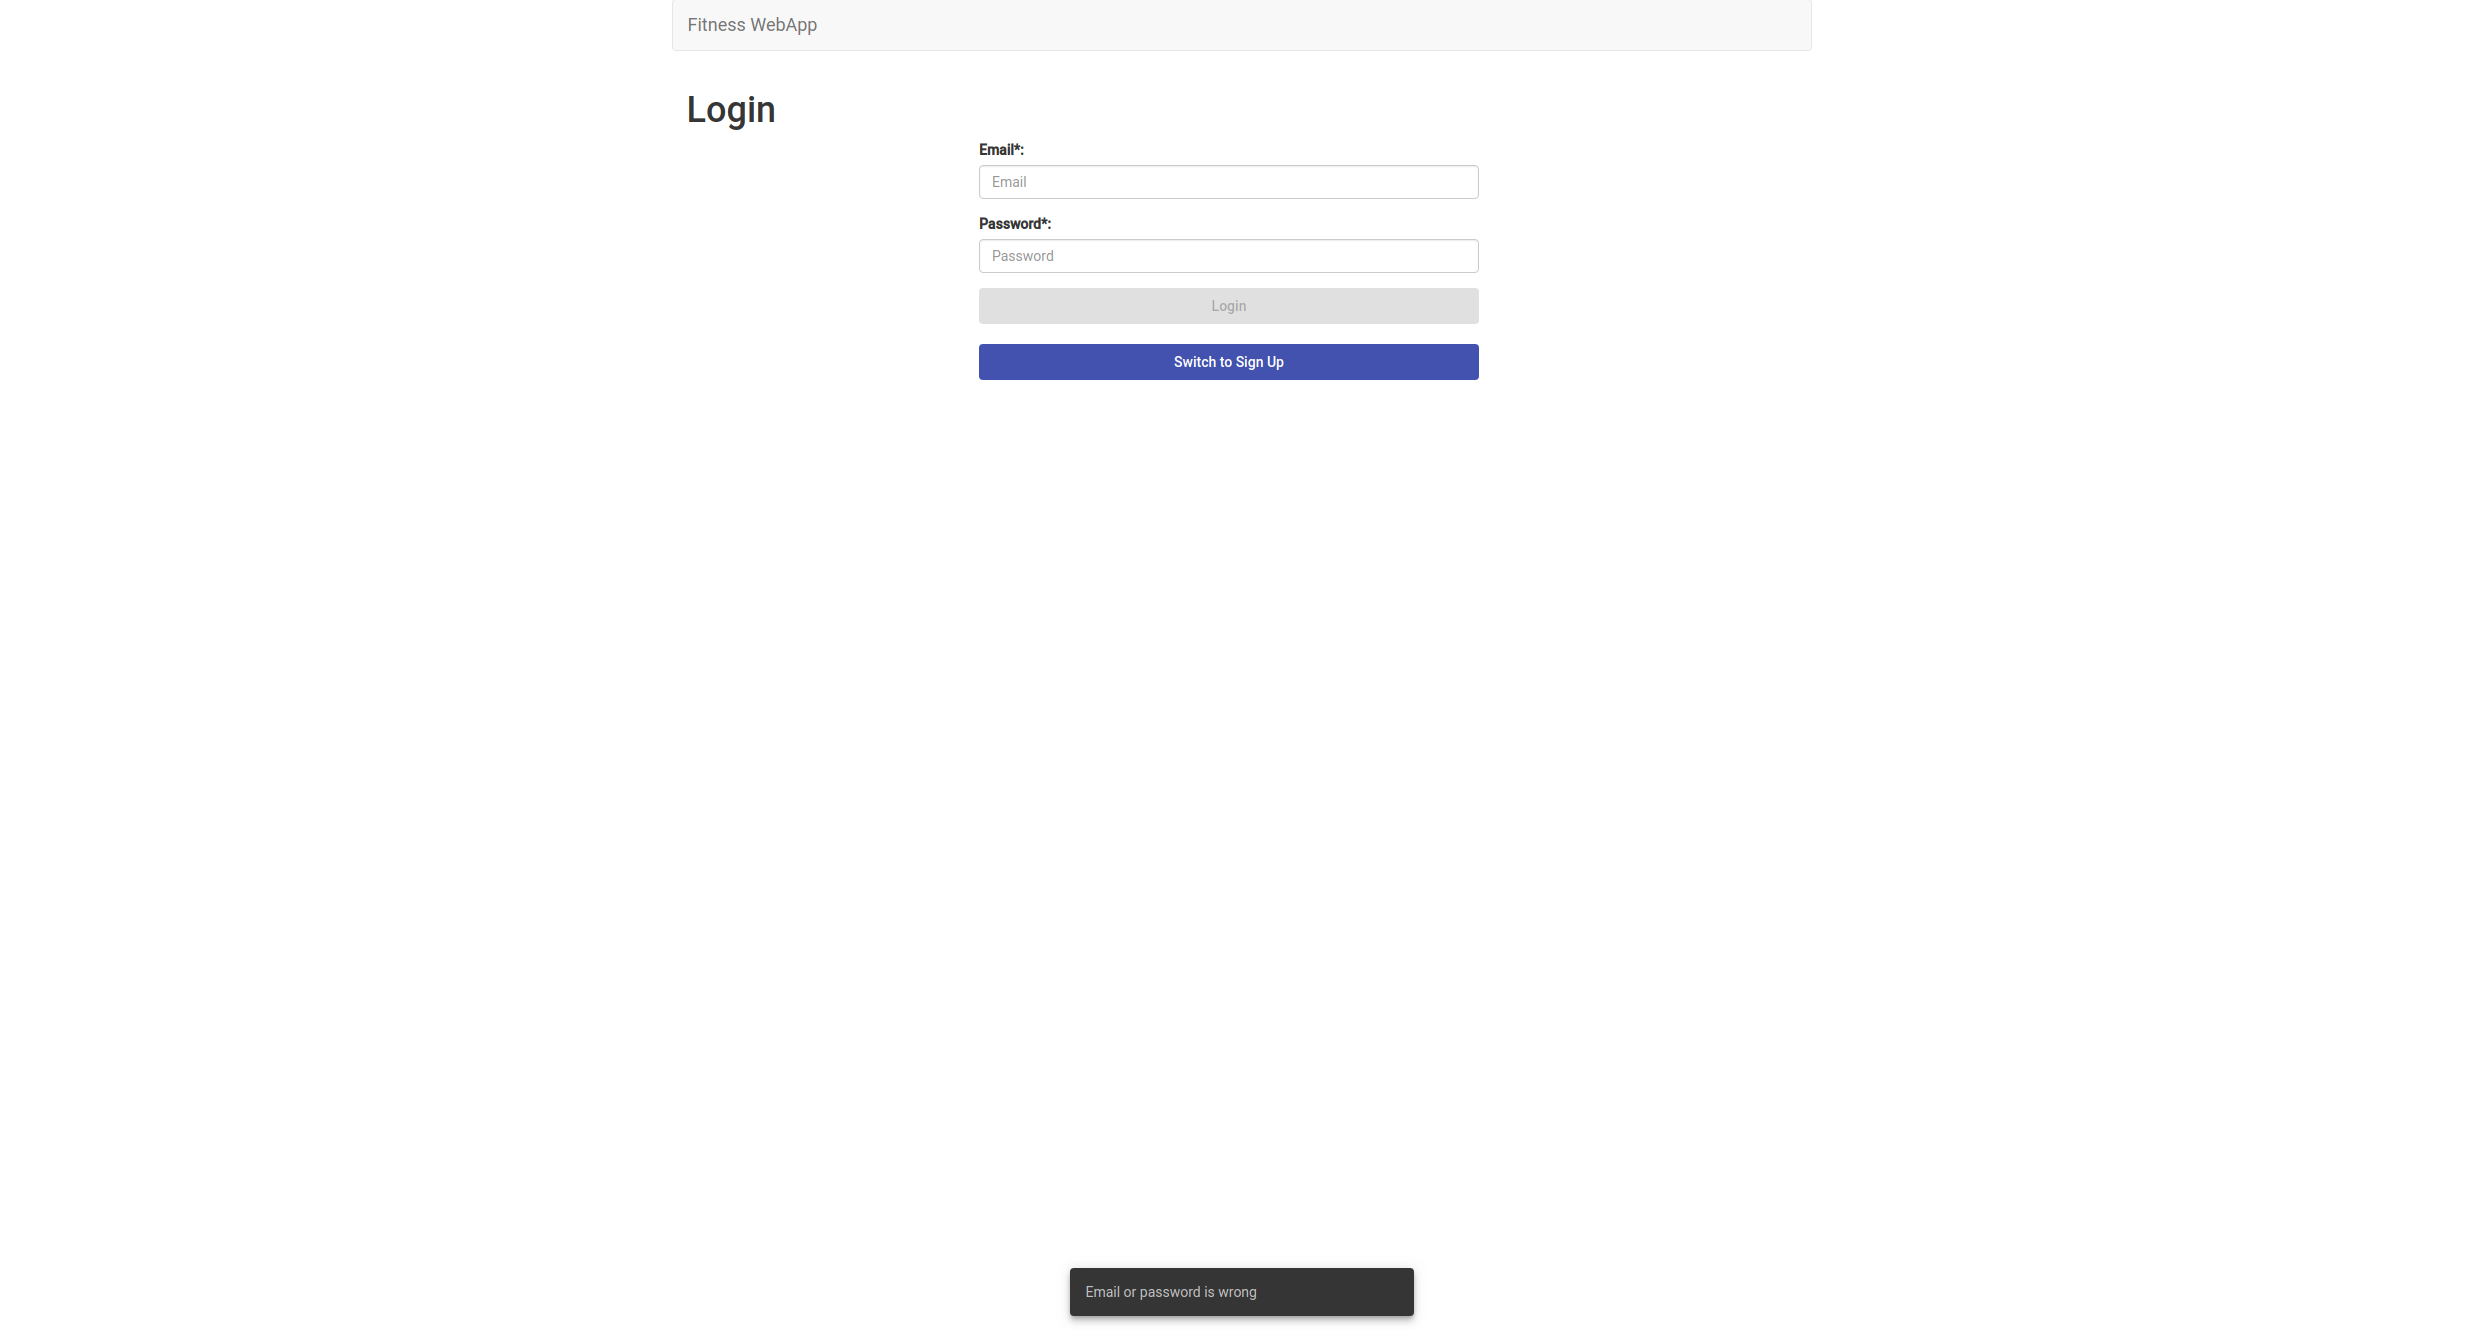 Fitness WebApp
Login
Email*:
Email
Password*:
Password
Login
Switch to Sign Up
Email or password is wrong